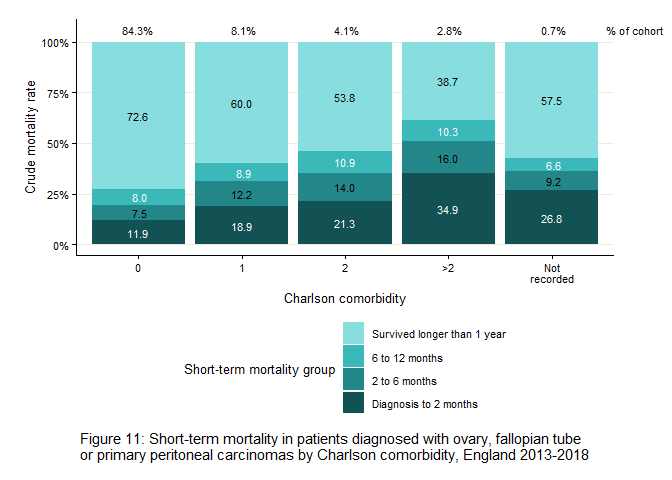 84.3% 8.1% 4.1% 2.8% 0.7% % of cohort
100%
75%
50%
25%
0%
Crude mortality rate
72.6 60.0 53.8 38.7 57.5
8.0 8.9 10.9 10.3 6.6
7.5 12.2 14.0 16.0 9.2
11.9 18.9 21.3 34.9 26.8
0 1 2 >2 Not
recorded
Charlson comorbidity
Short-term mortality group
Survived longer than 1 year
6 to 12 months
2 to 6 months
Diagnosis to 2 months
Figure 11: Short-term mortality in patients diagnosed with ovary, fallopian tube
or primary peritoneal carcinomas by Charlson comorbidity, England 2013-2018